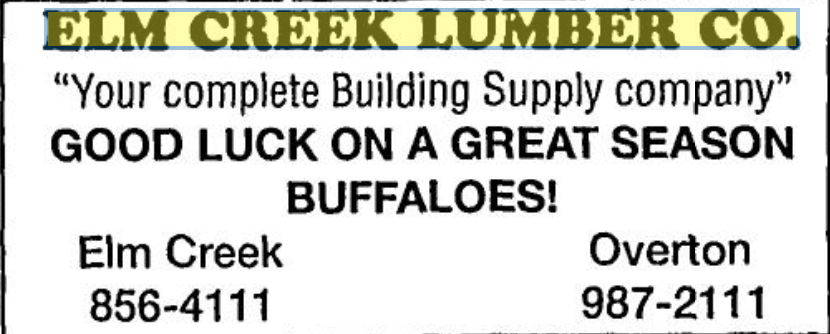 ELM CREEK LUMBER CO.
“Your complete Building Supply company”
GOOD LUCK ON A GREAT SEASON
BUFFALOES!
Elm Creek Overton
856-4111 987-2111